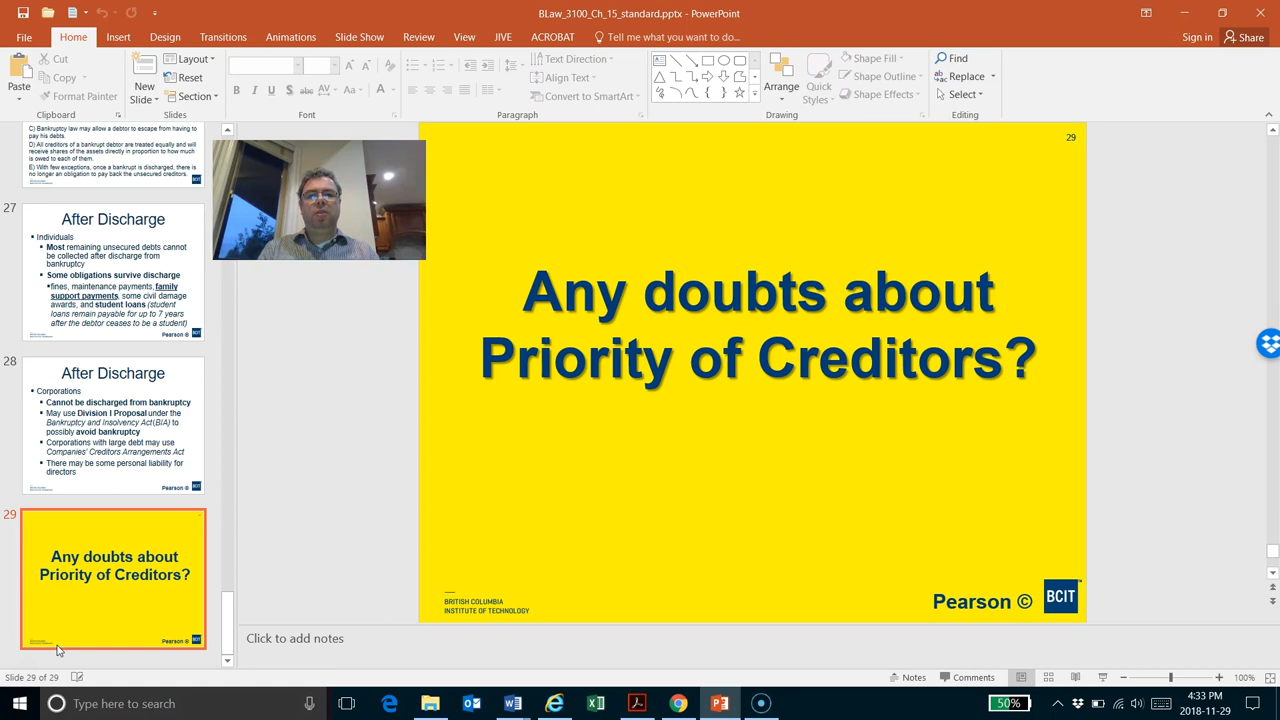 BLaw_3100_Ch_15_standard.pptx - PowerPoint
File Home Insert Design Transitions Animations Slide Show Review View JIVE ACROBAT Tell me what you want to do... Sign in Share
Paste
Cut
Copy
Format Painter
Clipboard
New Slide
Layout
Reset
Section
Slides
B I U S abc AV Aa A
Font
Text Direction
Align Text
Convert to SmartArt
Paragraph
Arrange
Quick Styles
Shape Fill
Shape Outline
Shape Effects
Drawing
Find
Replace
Select
Editing
C) Bankruptcy law may allow a debtor to escape from having to
pay his debts.
D) All creditors of a bankrupt debtor are treated equally and will
receive shares of the assets directly in proportion to how much
is owed to each of them.
E) With few exceptions, once a bankrupt is discharged, there is
no longer an obligation to pay back the unsecured creditors.
27
After Discharge
Individuals
Most remaining unsecured debts cannot
be collected after discharge from
bankruptcy
Some obligations survive discharge
fines, maintenance payments, family
support payments, some civil damage
awards, and student loans (student
loans remain payable for up to 7 years
after the debtor ceases to be a student)
Pearson © BCIT
28
After Discharge
Corporations
Cannot be discharged from bankruptcy
May use Division I Proposal under the
Bankruptcy and Insolvency Act (BIA) to
possibly avoid bankruptcy
Corporations with large debt may use
Companies' Creditors Arrangements Act
There may be some personal liability for
directors
Pearson © BCIT
29
Any doubts about
Priority of Creditors?
Pearson © BCIT
29
Any doubts about
Priority of Creditors?
BRITISH COLUMBIA
INSTITUTE OF TECHNOLOGY
Pearson © BCIT
Click to add notes
Slide 29 of 29
Notes Comments 100%
Type here to search
50%
4:33 PM
2018-11-29